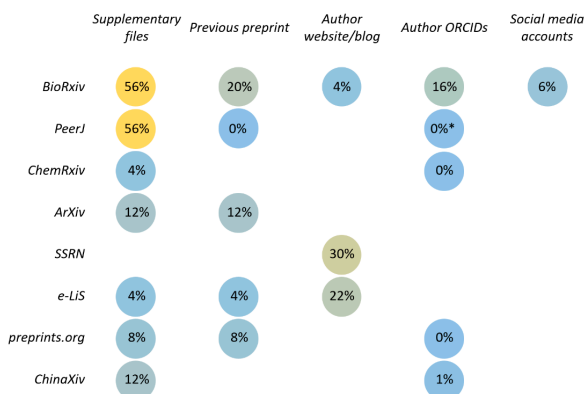 Supplementary files Previous preprint Author website/blog Author ORCIDs Social media accounts
BioRxiv 56% 20% 4% 16% 6%
PeerJ 56% 0% 0%*
ChemRxiv 4% 0%
ArXiv 12% 12%
SSRN 30%
e-LiS 4% 4% 22%
preprints.org 8% 8% 0%
ChinaXiv 12% 1%